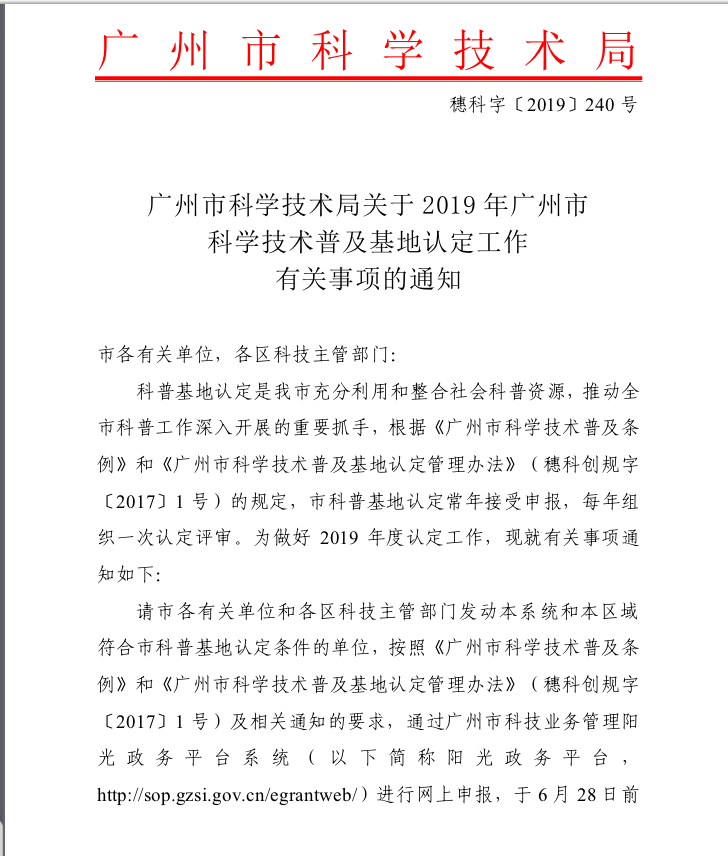 广州市科学技术局
穗科字〔2019〕240 号
广州市科学技术局关于 2019 年广州市
科学技术普及基地认定工作
有关事项的通知
市各有关单位，各区科技主管部门：
科普基地认定是我市充分利用和整合社会科普资源，推动全
市科普工作深入开展的重要抓手，根据《广州市科学技术普及条
例》和《广州市科学技术普及基地认定管理办法》（穗科创规字
〔2017〕1 号）的规定，市科普基地认定常年接受申报，每年组
织一次认定评审。为做好 2019 年度认定工作，现就有关事项通
知如下：
请市各有关单位和各区科技主管部门发动本系统和本区域
符合市科普基地认定条件的单位，按照《广州市科学技术普及条
例》和《广州市科学技术普及基地认定管理办法》（穗科创规字
〔2017〕1 号）及相关通知的要求，通过广州市科技业务管理阳
光政务平台系统（以下简称阳光政务平台，
http://sop.gzsi.gov.cn/egrantweb/）进行网上申报，于 6 月 28 日前